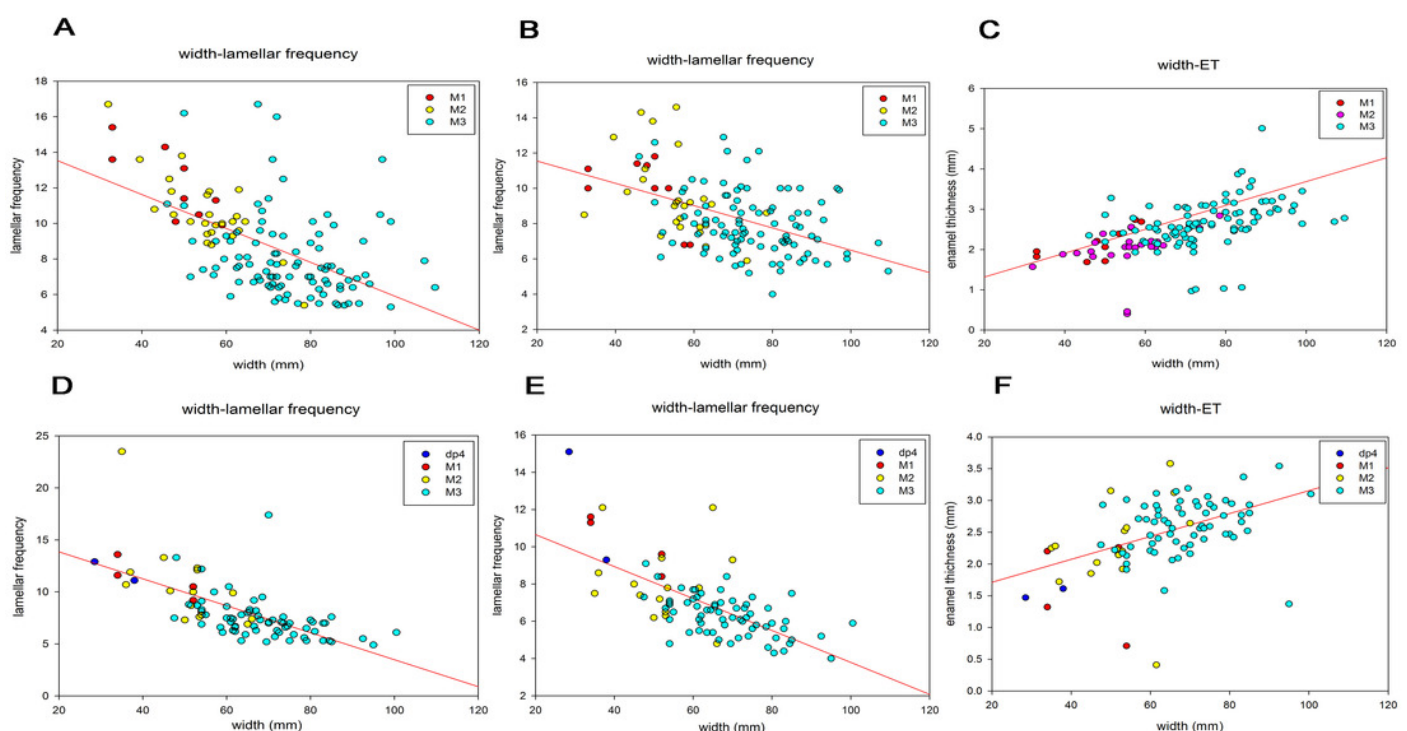 A
width-lamellar frequency
18
16
14
12
10
8
6
4
lamellar frequency
20
40
60
80
100
120
width (mm)
M1
M2
M3
B
width-lamellar frequency
16
14
12
10
8
6
4
2
lamellar frequency
20
40
60
80
100
120
width (mm)
M1
M2
M3
C
width-ET
6
5
4
3
2
1
0
enamel thichness (mm)
20
40
60
80
100
120
width (mm)
M1
M2
M3
D
width-lamellar frequency
25
20
15
10
5
0
lamellar frequency
20
40
60
80
100
120
width (mm)
dp4
M1
M2
M3
E
width-lamellar frequency
16
14
12
10
8
6
4
2
lamellar frequency
20
40
60
80
100
120
width (mm)
dp4
M1
M2
M3
F
width-ET
4.0
3.5
3.0
2.5
2.0
1.5
1.0
0.5
0.0
enamel thickness (mm)
20
40
60
80
100
120
width (mm)
dp4
M1
M2
M3